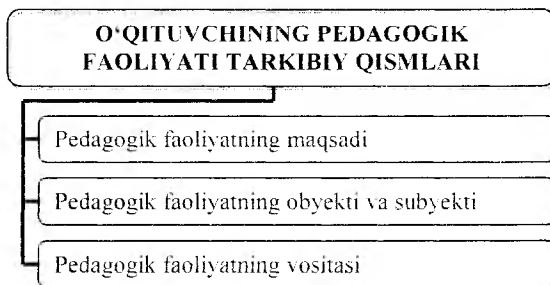 O‘QITUVCHINING PEDAGOGIK
FAOLIYATI TARKIBIY QISMLARI
Pedagogik faoliyatning maqsadi
Pedagogik faoliyatning obyekti va subyekti
Pedagogik faoliyatning vositasi